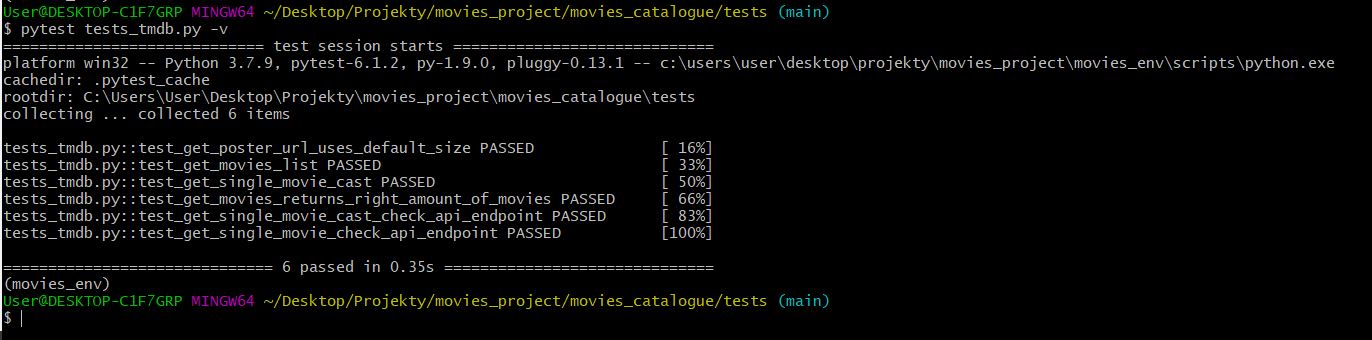 (movies_env)
User@DESKTOP-C1F7GRP MINGW64 ~/Desktop/Projekty/movies_project/movies_catalogue/tests (main)
$ pytest tests_tmdb.py -v
============================= test session starts =============================
platform win32 -- Python 3.7.9, pytest-6.1.2, py-1.9.0, pluggy-0.13.1 -- c:\users\user\desktop\projekty\movies_project\movies_env\scripts\python.exe
cachedir: .pytest_cache
rootdir: C:\Users\User\Desktop\Projekty\movies_project\movies_catalogue\tests
collecting ... collected 6 items

tests_tmdb.py::test_get_poster_url_uses_default_size PASSED              [ 16%]
tests_tmdb.py::test_get_movies_list PASSED                               [ 33%]
tests_tmdb.py::test_get_single_movie_cast PASSED                         [ 50%]
tests_tmdb.py::test_get_movies_returns_right_amount_of_movies PASSED     [ 66%]
tests_tmdb.py::test_get_single_movie_cast_check_api_endpoint PASSED      [ 83%]
tests_tmdb.py::test_get_single_movie_check_api_endpoint PASSED           [100%]

============================== 6 passed in 0.35s ==============================
(movies_env)
User@DESKTOP-C1F7GRP MINGW64 ~/Desktop/Projekty/movies_project/movies_catalogue/tests (main)
$